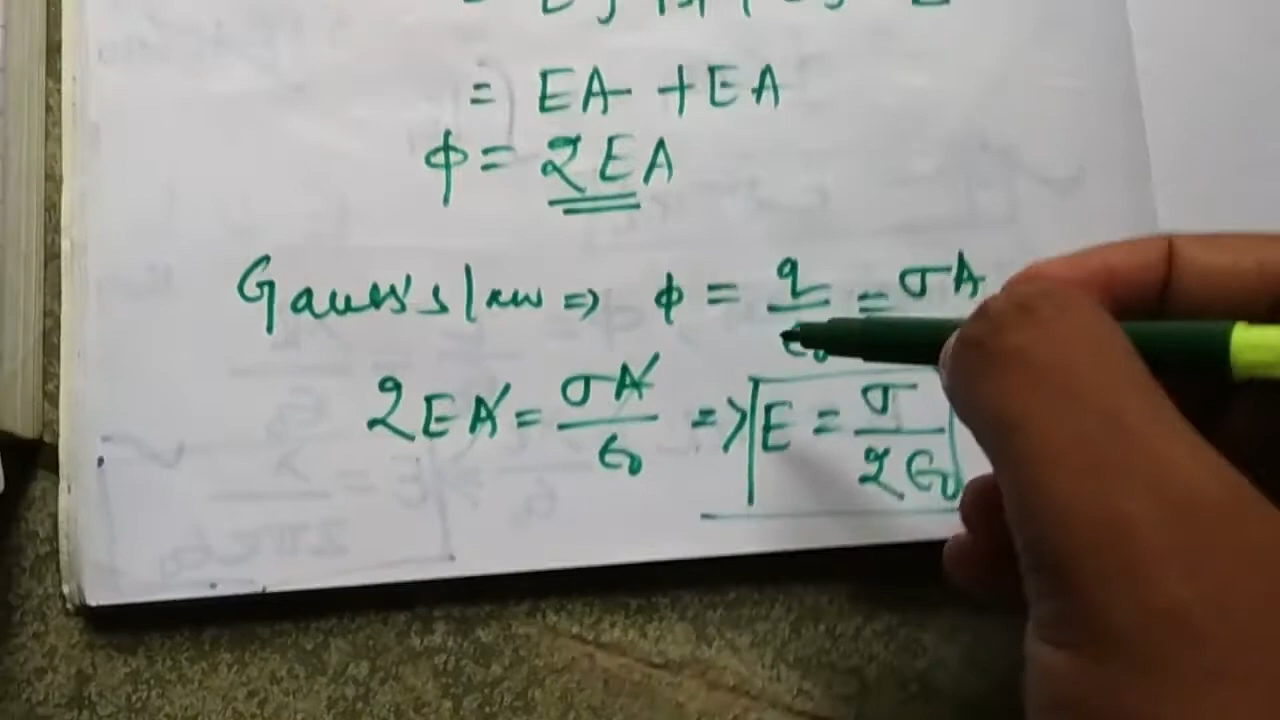 = EA + EA
ϕ = 2EA
Gauss's law => ϕ = q/ϵ₀ = σA
2EA = σA/ϵ₀ => E = σ/2ϵ₀